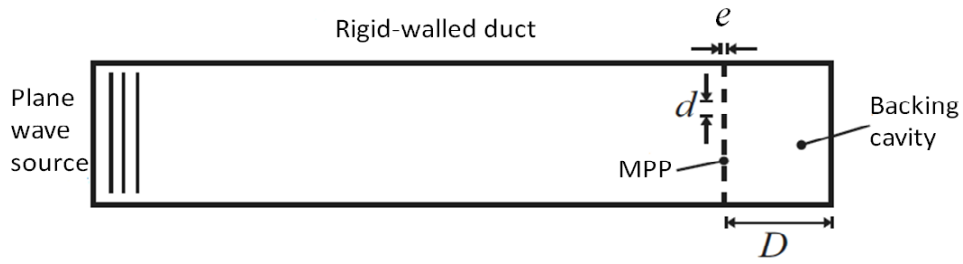 e
Rigid-walled duct
Plane
wave
source
d
Backing
cavity
MPP
D